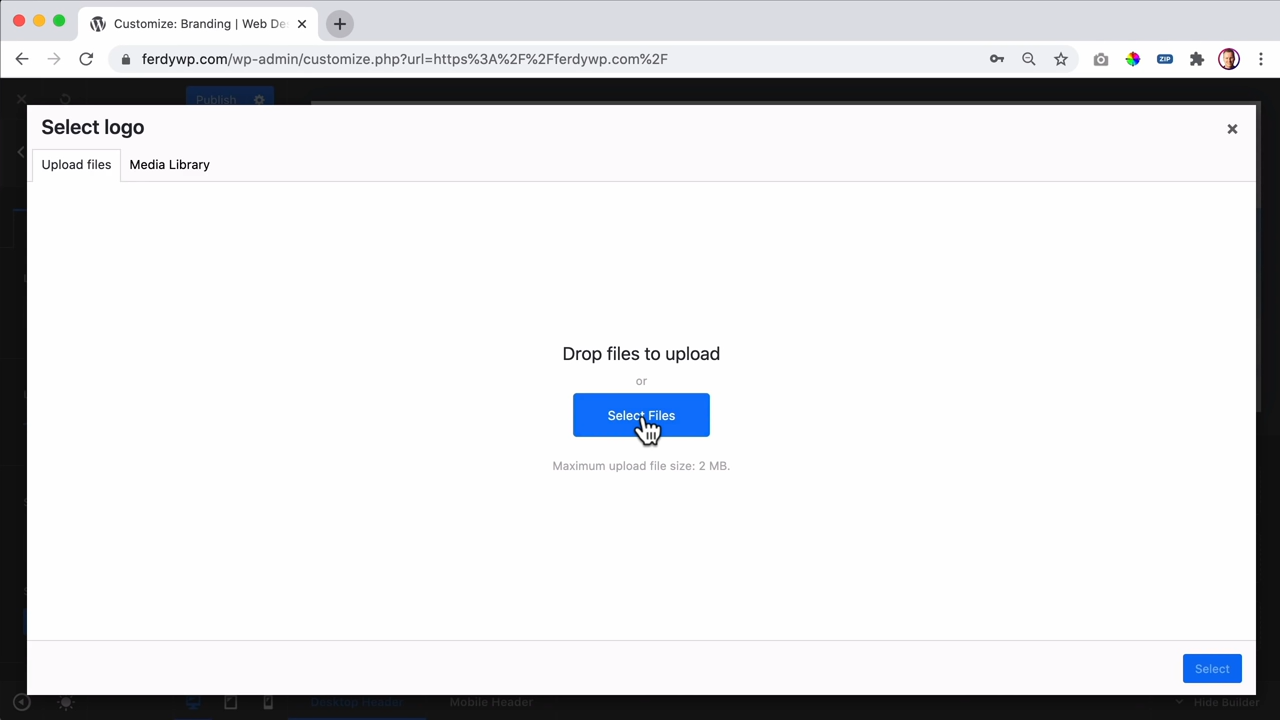 Customize: Branding | Web De
ferdywp.com/wp-admin/customize.php?url=https%3A%2F%2Fferdywp.com%2F
ZIP
Publish
Select logo
Upload files
Media Library
Drop files to upload
or
Select Files
Maximum upload file size: 2 MB.
Select
Desktop Header
Mobile Header
Hide Builder